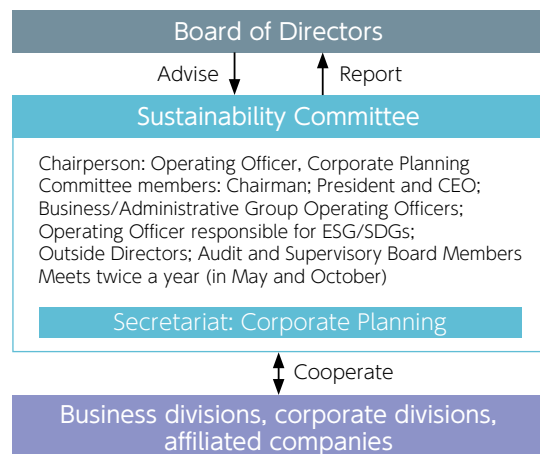 Board of Directors
Advise
Report
Sustainability Committee
Chairperson: Operating Officer, Corporate Planning
Committee members: Chairman; President and CEO;
Business/Administrative Group Operating Officers;
Operating Officer responsible for ESG/SDGs;
Outside Directors; Audit and Supervisory Board Members
Meets twice a year (in May and October)
Secretariat: Corporate Planning
Cooperate
Business divisions, corporate divisions,
affiliated companies